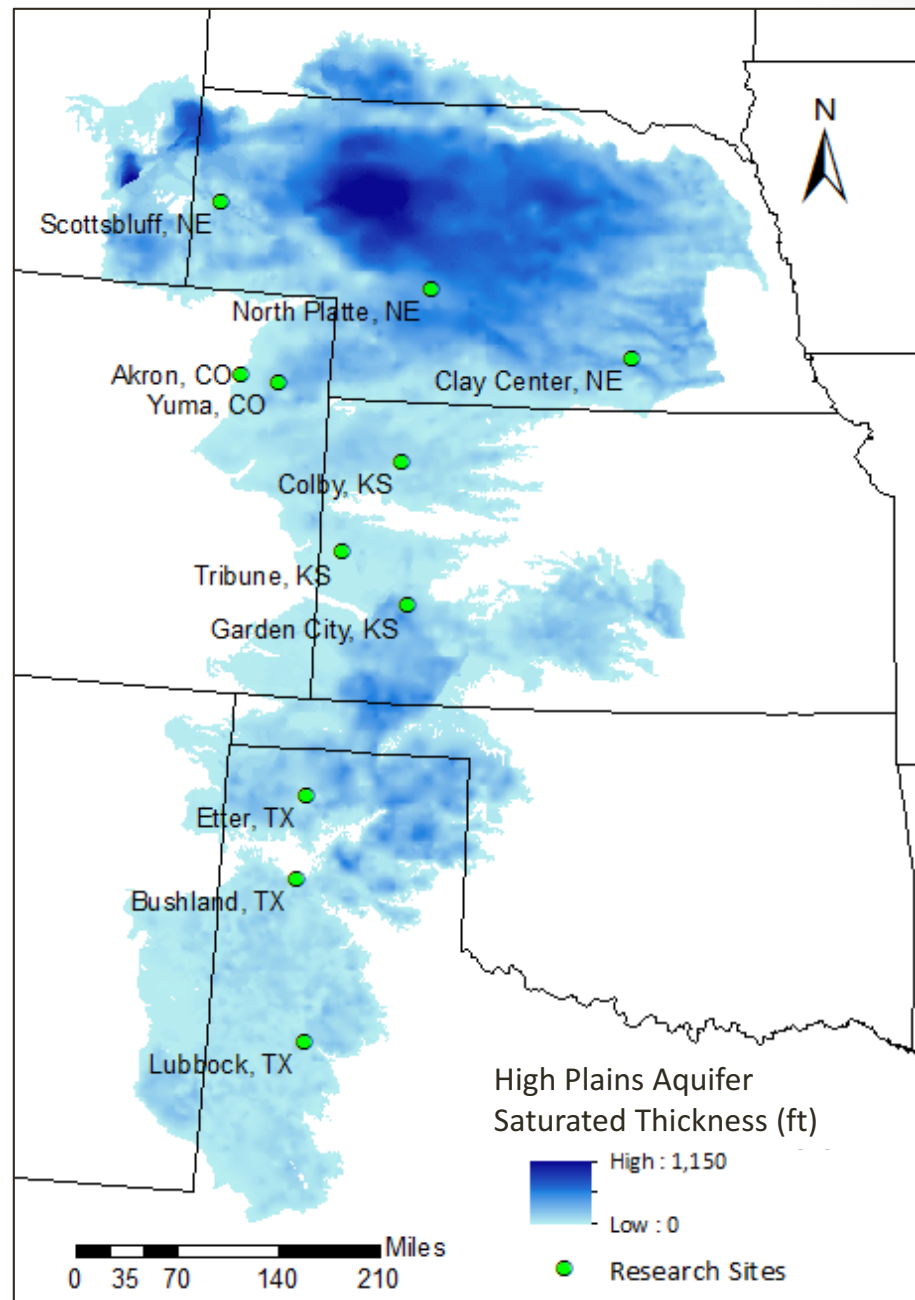 N
Scottsbluff, NE
North Platte, NE
Akron, CO
Yuma, CO
Clay Center, NE
Colby, KS
Tribune, KS
Garden City, KS
Etter, TX
Bushland, TX
Lubbock, TX
High Plains Aquifer
Saturated Thickness (ft)
High : 1,150
Low : 0
Research Sites
Miles
0 35 70 140 210